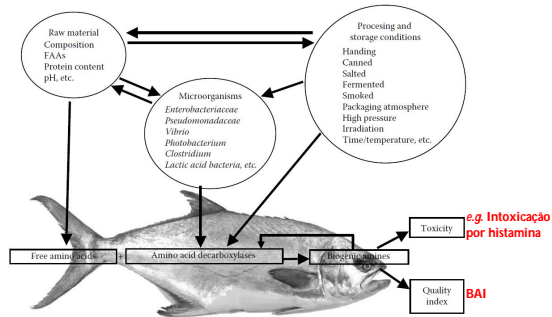 Raw material
Composition
FAAs
Protein content
pH, etc.
Procesing and
storage conditions
Handing
Canned
Salted
Fermented
Smoked
Packaging atmosphere
High pressure
Irradiation
Time/temperature, etc.
Microorganisms
Enterobacteriaceae
Pseudomonadaceae
Vibrio
Photobacterium
Clostridium
Lactic acid bacteria, etc.
Free amino acids + Amino acid decarboxylases Biogenic amines
Toxicity
e.g. Intoxicação
por histamina
Quality
index
BAI